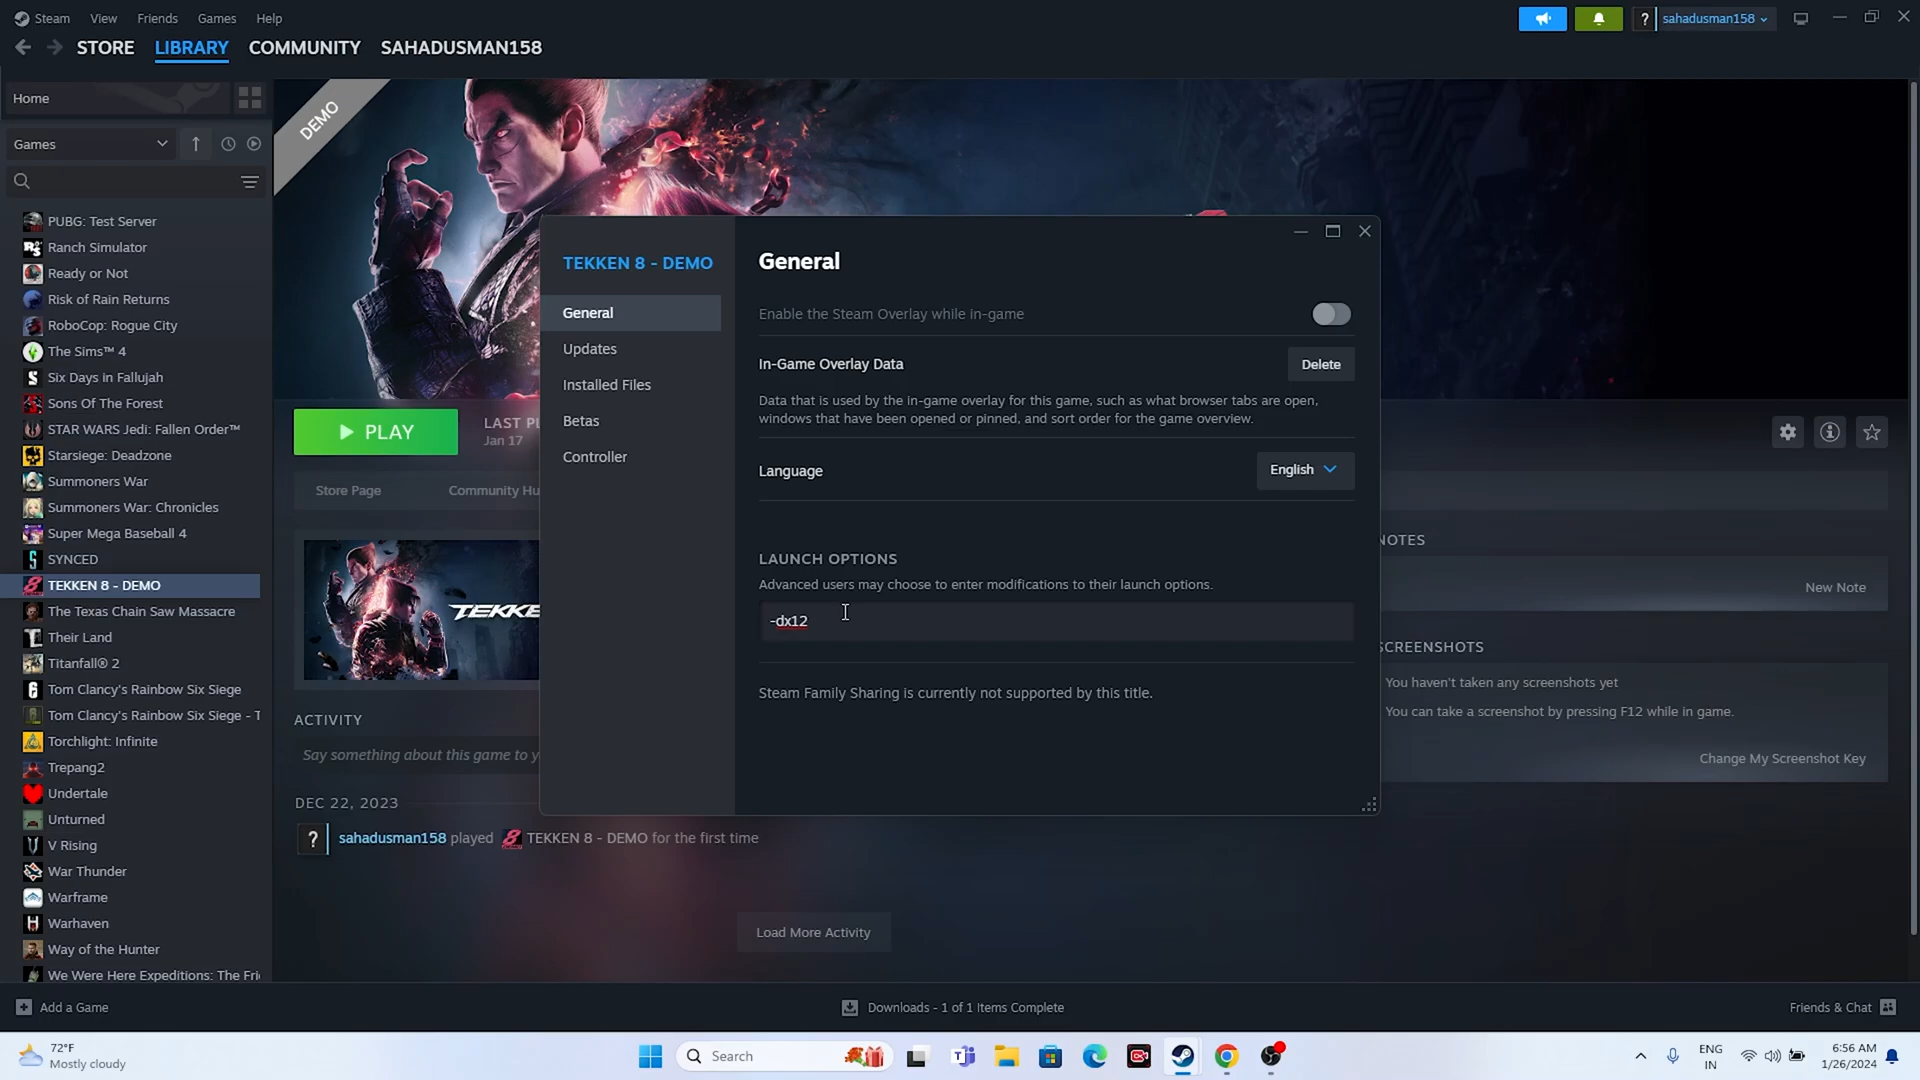 Steam View Friends Games Help
? sahadusman158
STORE LIBRARY COMMUNITY SAHADUSMAN158
Home
Games
PUBG: Test Server
Ranch Simulator
Ready or Not
Risk of Rain Returns
RoboCop: Rogue City
The Sims™ 4
Six Days in Fallujah
Sons Of The Forest
STAR WARS Jedi: Fallen Order™
Starsiege: Deadzone
Summoners War
Summoners War: Chronicles
Super Mega Baseball 4
SYNCED
TEKKEN 8 - DEMO
The Texas Chain Saw Massacre
Their Land
Titanfall® 2
Tom Clancy's Rainbow Six Siege
Tom Clancy's Rainbow Six Siege - T
Torchlight: Infinite
Trepang2
Undertale
Unturned
V Rising
War Thunder
Warframe
Warhaven
Way of the Hunter
We Were Here Expeditions: The Fri
DEMO
PLAY
LAST PL
Jan 17
Store Page Community Hu
TEKKE
ACTIVITY
Say something about this game to y
DEC 22, 2023
? sahadusman158 played TEKKEN 8 - DEMO for the first time
Load More Activity
TEKKEN 8 - DEMO
General
Updates
Installed Files
Betas
Controller
General
Enable the Steam Overlay while in-game
In-Game Overlay Data
Delete
Data that is used by the in-game overlay for this game, such as what browser tabs are open,
windows that have been opened or pinned, and sort order for the game overview.
Language
English
LAUNCH OPTIONS
Advanced users may choose to enter modifications to their launch options.
-dx12
Steam Family Sharing is currently not supported by this title.
NOTES
New Note
SCREENSHOTS
You haven't taken any screenshots yet
You can take a screenshot by pressing F12 while in game.
Change My Screenshot Key
Add a Game
Downloads - 1 of 1 Items Complete
Friends & Chat
72°F
Mostly cloudy
Search
ENG
IN
6:56 AM
1/26/2024